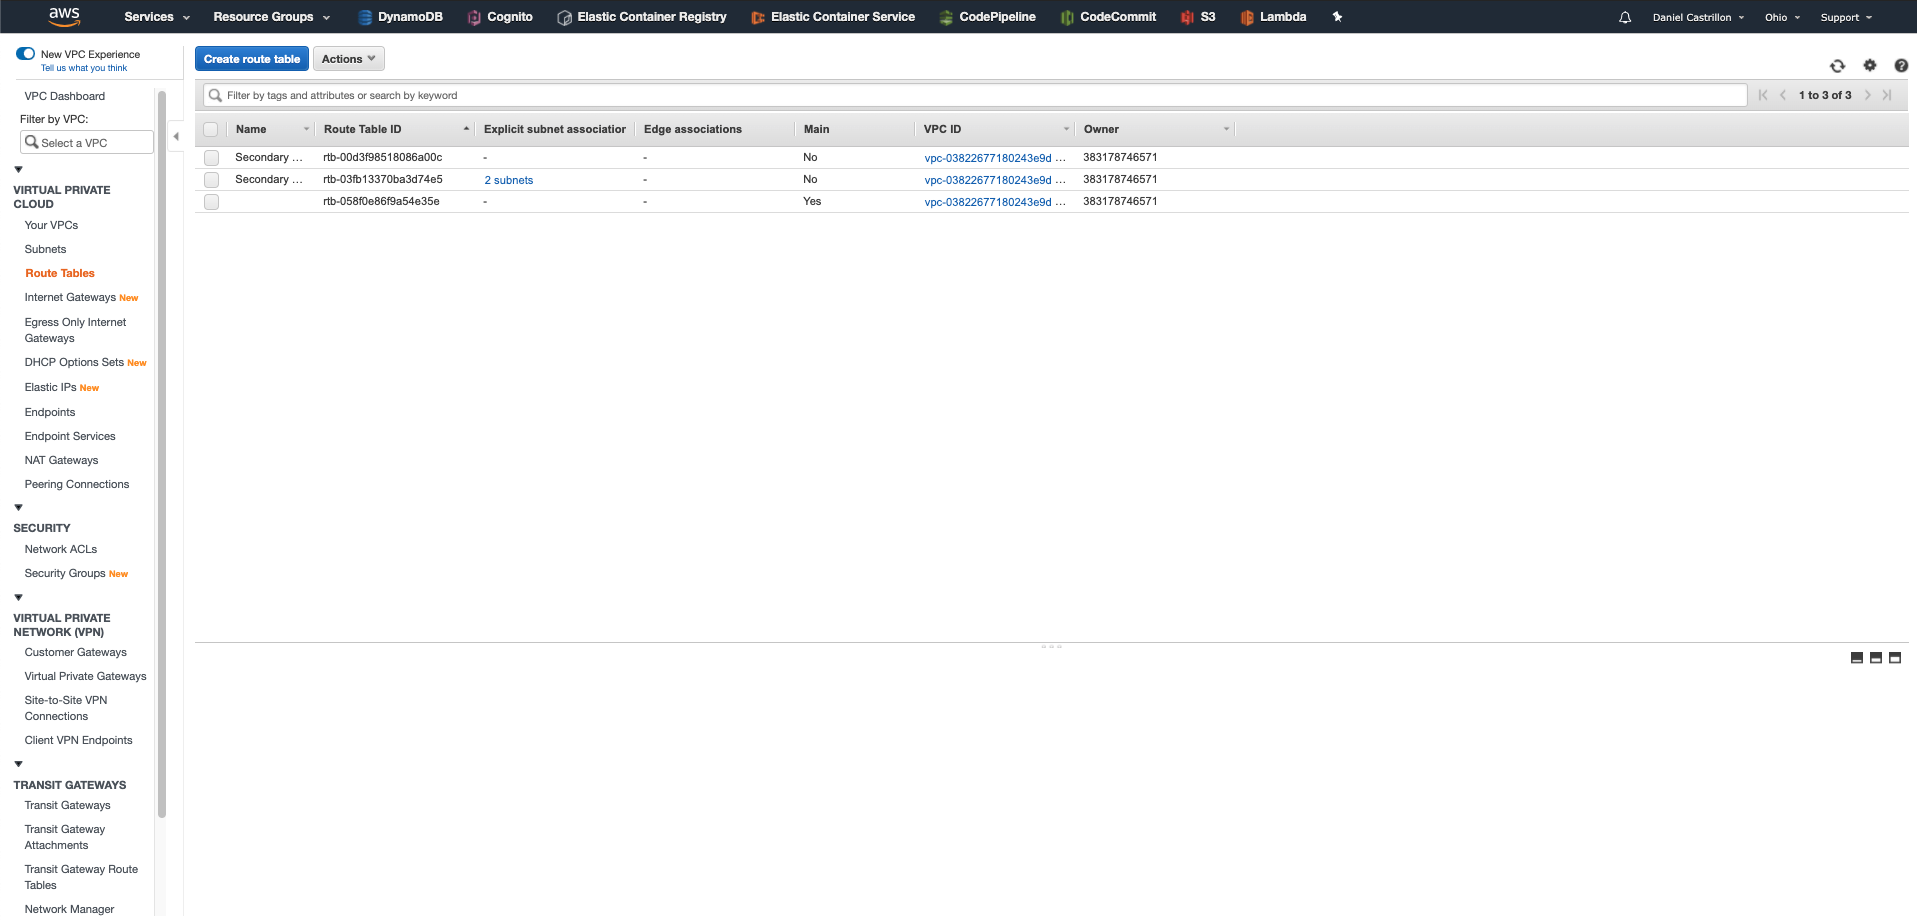 aws Services Resource Groups DynamoDB Cognito Elastic Container Registry Elastic Container Service CodePipeline CodeCommit S3 Lambda Daniel Castrillon Ohio Support
New VPC Experience
Tell us what you think
VPC Dashboard
Filter by VPC:
Select a VPC
VIRTUAL PRIVATE
CLOUD
Your VPCs
Subnets
Route Tables
Internet Gateways New
Egress Only Internet
Gateways
DHCP Options Sets New
Elastic IPs New
Endpoints
Endpoint Services
NAT Gateways
Peering Connections
SECURITY
Network ACLs
Security Groups New
VIRTUAL PRIVATE
NETWORK (VPN)
Customer Gateways
Virtual Private Gateways
Site-to-Site VPN
Connections
Client VPN Endpoints
TRANSIT GATEWAYS
Transit Gateways
Transit Gateway
Attachments
Transit Gateway Route
Tables
Network Manager
Create route table Actions
Filter by tags and attributes or search by keyword
1 to 3 of 3
Name Route Table ID Explicit subnet association Edge associations Main VPC ID Owner
Secondary ... rtb-00d3f98518086a00c - - No vpc-03822677180243e9d ... 383178746571
Secondary ... rtb-03fb13370ba3d74e5 2 subnets - No vpc-03822677180243e9d ... 383178746571
rtb-058f0e86f9a54e35e - - Yes vpc-03822677180243e9d ... 383178746571